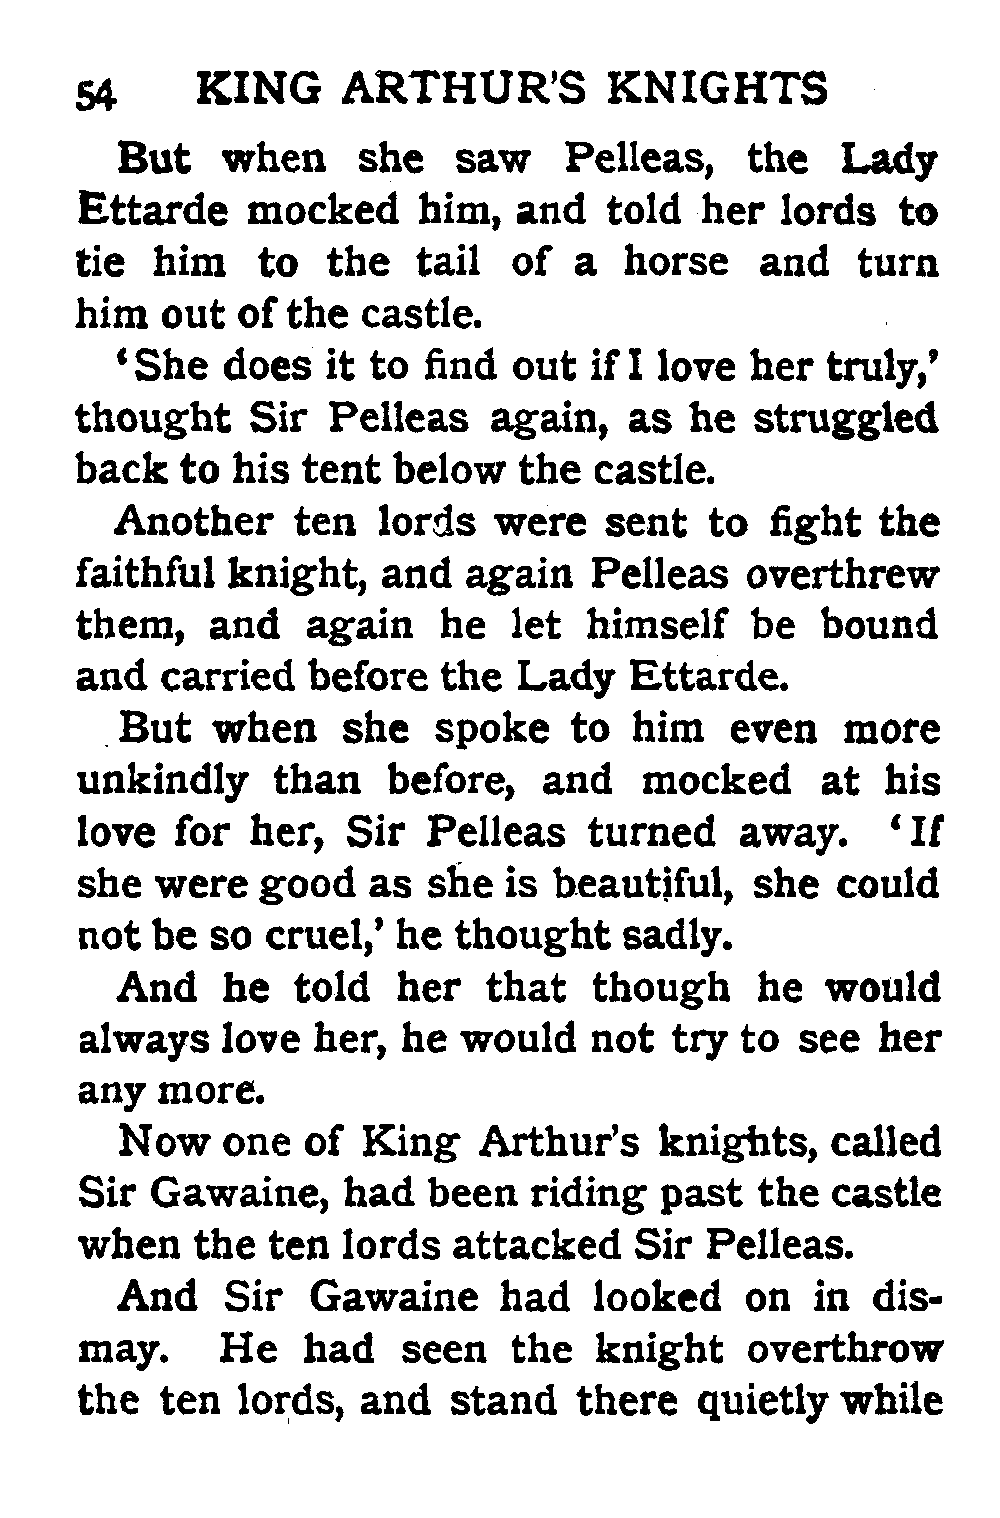 54 KING ARTHUR'S KNIGHTS
But when she saw Pelleas, the Lady
Ettarde mocked him, and told her lords to
tie him to the tail of a horse and turn
him out of the castle.
‘She does it to find out if I love her truly,’
thought Sir Pelleas again, as he struggled
back to his tent below the castle.
Another ten lords were sent to fight the
faithful knight, and again Pelleas overthrew
them, and again he let himself be bound
and carried before the Lady Ettarde.
But when she spoke to him even more
unkindly than before, and mocked at his
love for her, Sir Pelleas turned away. ‘If
she were good as she is beautiful, she could
not be so cruel,’ he thought sadly.
And he told her that though he would
always love her, he would not try to see her
any more.
Now one of King Arthur’s knights, called
Sir Gawaine, had been riding past the castle
when the ten lords attacked Sir Pelleas.
And Sir Gawaine had looked on in dis-
may. He had seen the knight overthrow
the ten lords, and stand there quietly while